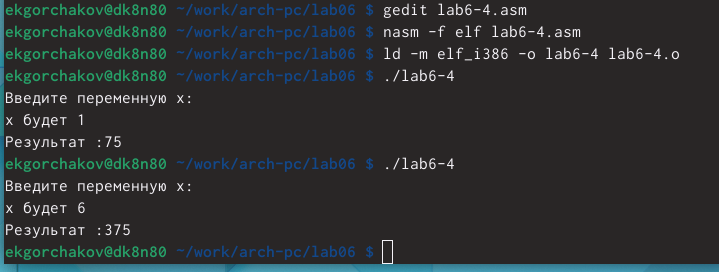 ekgorchakov@dk8n80 ~/work/arch-pc/lab06 $ gedit lab6-4.asm
ekgorchakov@dk8n80 ~/work/arch-pc/lab06 $ nasm -f elf lab6-4.asm
ekgorchakov@dk8n80 ~/work/arch-pc/lab06 $ ld -m elf_i386 -o lab6-4 lab6-4.o
ekgorchakov@dk8n80 ~/work/arch-pc/lab06 $ ./lab6-4
Введите переменную x:
x будет 1
Результат :75
ekgorchakov@dk8n80 ~/work/arch-pc/lab06 $ ./lab6-4
Введите переменную x:
x будет 6
Результат :375
ekgorchakov@dk8n80 ~/work/arch-pc/lab06 $